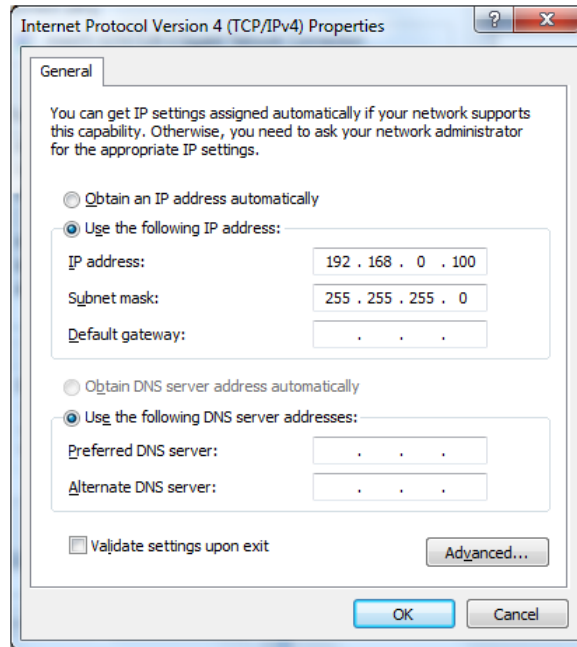 Internet Protocol Version 4 (TCP/IPv4) Properties
?
X
General
You can get IP settings assigned automatically if your network supports
this capability. Otherwise, you need to ask your network administrator
for the appropriate IP settings.
Obtain an IP address automatically
Use the following IP address:
IP address: 192 . 168 . 0 . 100
Subnet mask: 255 . 255 . 255 . 0
Default gateway: . . .
Obtain DNS server address automatically
Use the following DNS server addresses:
Preferred DNS server: . . .
Alternate DNS server: . . .
Validate settings upon exit
Advanced...
OK Cancel